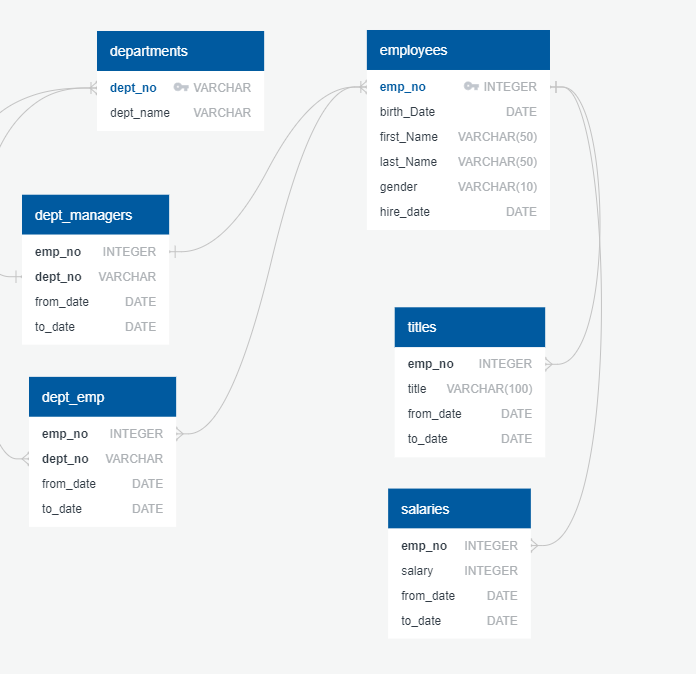 departments
dept_no VARCHAR
dept_name VARCHAR
employees
emp_no INTEGER
birth_Date DATE
first_Name VARCHAR(50)
last_Name VARCHAR(50)
gender VARCHAR(10)
hire_date DATE
dept_managers
emp_no INTEGER
dept_no VARCHAR
from_date DATE
to_date DATE
titles
emp_no INTEGER
title VARCHAR(100)
from_date DATE
to_date DATE
dept_emp
emp_no INTEGER
dept_no VARCHAR
from_date DATE
to_date DATE
salaries
emp_no INTEGER
salary INTEGER
from_date DATE
to_date DATE